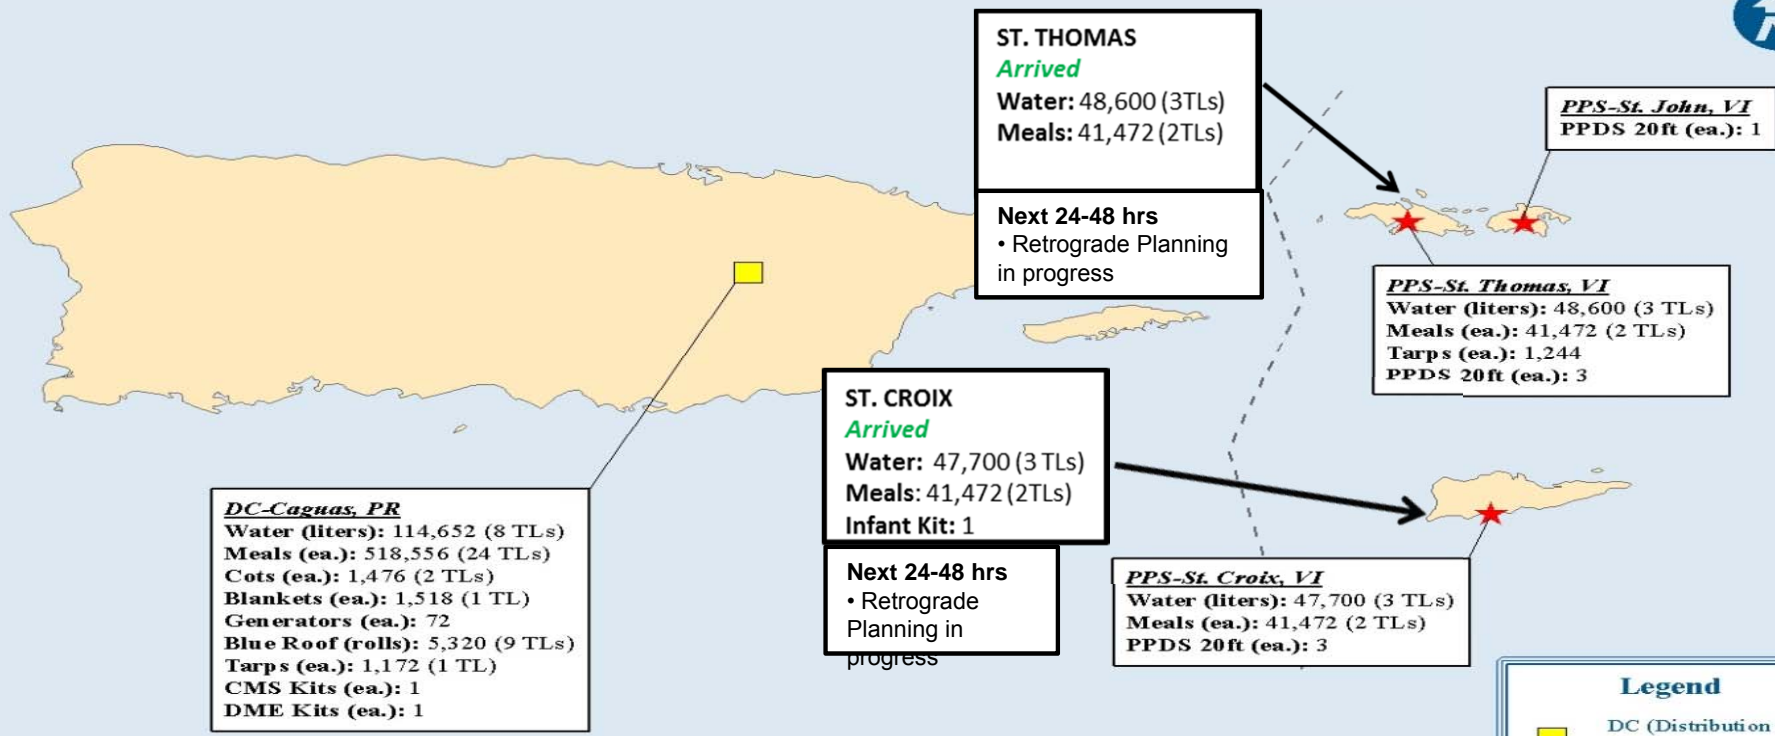 ST. THOMAS
Arrived
Water: 48,600 (3TLs)
Meals: 41,472 (2TLs)
Next 24-48 hrs
• Retrograde Planning
in progress
PPS-St. John, VI
PPDS 20ft (ea.): 1
PPS-St. Thomas, VI
Water (liters): 48,600 (3 TLs)
Meals (ea.): 41,472 (2 TLs)
Tarps (ea.): 1,244
PPDS 20ft (ea.): 3
ST. CROIX
Arrived
Water: 47,700 (3 TLs)
Meals: 41,472 (2TLs)
Infant Kit: 1
Next 24-48 hrs
• Retrograde
Planning in
progress
DC-Caguas, PR
Water (liters): 114,652 (8 TLs)
Meals (ea.): 518,556 (24 TLs)
Cots (ea.): 1,476 (2 TLs)
Blankets (ea.): 1,518 (1 TL)
Generators (ea.): 72
Blue Roof (rolls): 5,320 (9 TLs)
Tarps (ea.): 1,172 (1 TL)
CMS Kits (ea.): 1
DME Kits (ea.): 1
PPS-St. Croix, VI
Water (liters): 47,700 (3 TLs)
Meals (ea.): 41,472 (2 TLs)
PPDS 20ft (ea.): 3
Legend
DC (Distribution